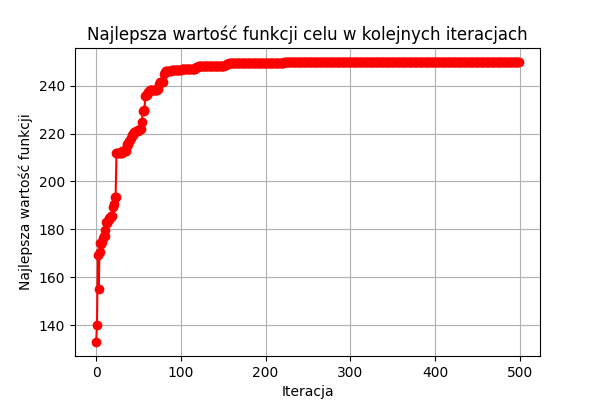 Najlepsza wartość funkcji celu w kolejnych iteracjach
Najlepsza wartość funkcji
240
220
200
180
160
140
0 100 200 300 400 500
Iteracja